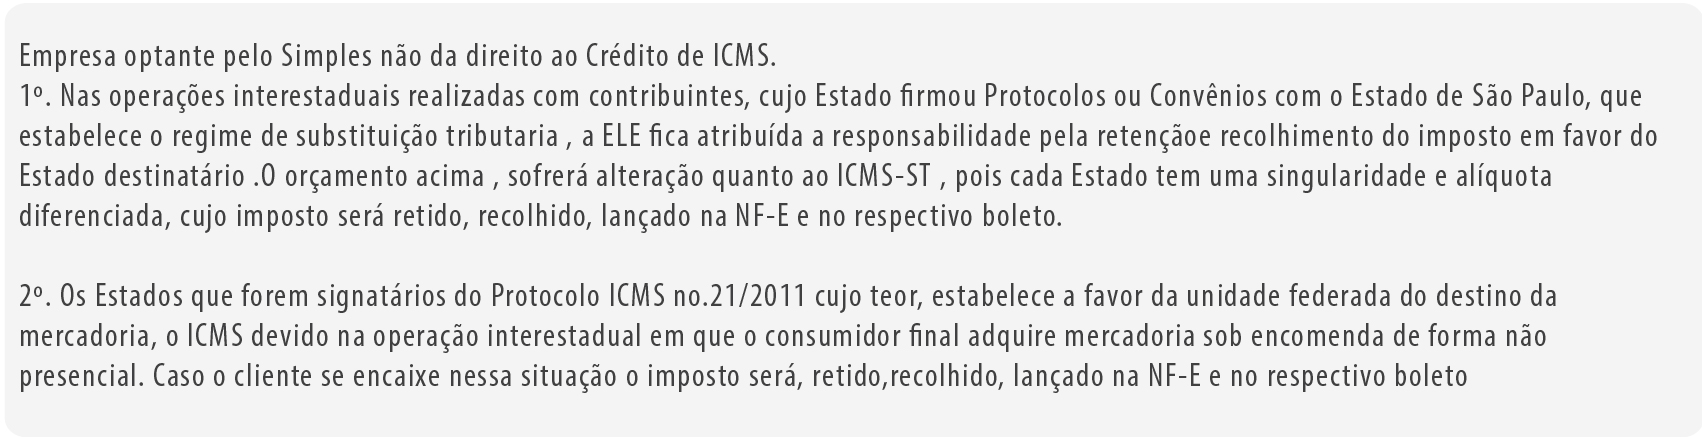 Empresa optante pelo Simples não da direito ao Crédito de ICMS.
1º. Nas operações interestaduais realizadas com contribuintes, cujo Estado firmou Protocolos ou Convênios com o Estado de São Paulo, que
estabelece o regime de substituição tributaria , a ELE fica atribuída a responsabilidade pela retençãoe recolhimento do imposto em favor do
Estado destinatário .O orçamento acima , sofrerá alteração quanto ao ICMS-ST , pois cada Estado tem uma singularidade e alíquota
diferenciada, cujo imposto será retido, recolhido, lançado na NF-E e no respectivo boleto.
2º. Os Estados que forem signatários do Protocolo ICMS no.21/2011 cujo teor, estabelece a favor da unidade federada do destino da
mercadoria, o ICMS devido na operação interestadual em que o consumidor final adquire mercadoria sob encomenda de forma não
presencial. Caso o cliente se encaixe nessa situação o imposto será, retido,recolhido, lançado na NF-E e no respectivo boleto